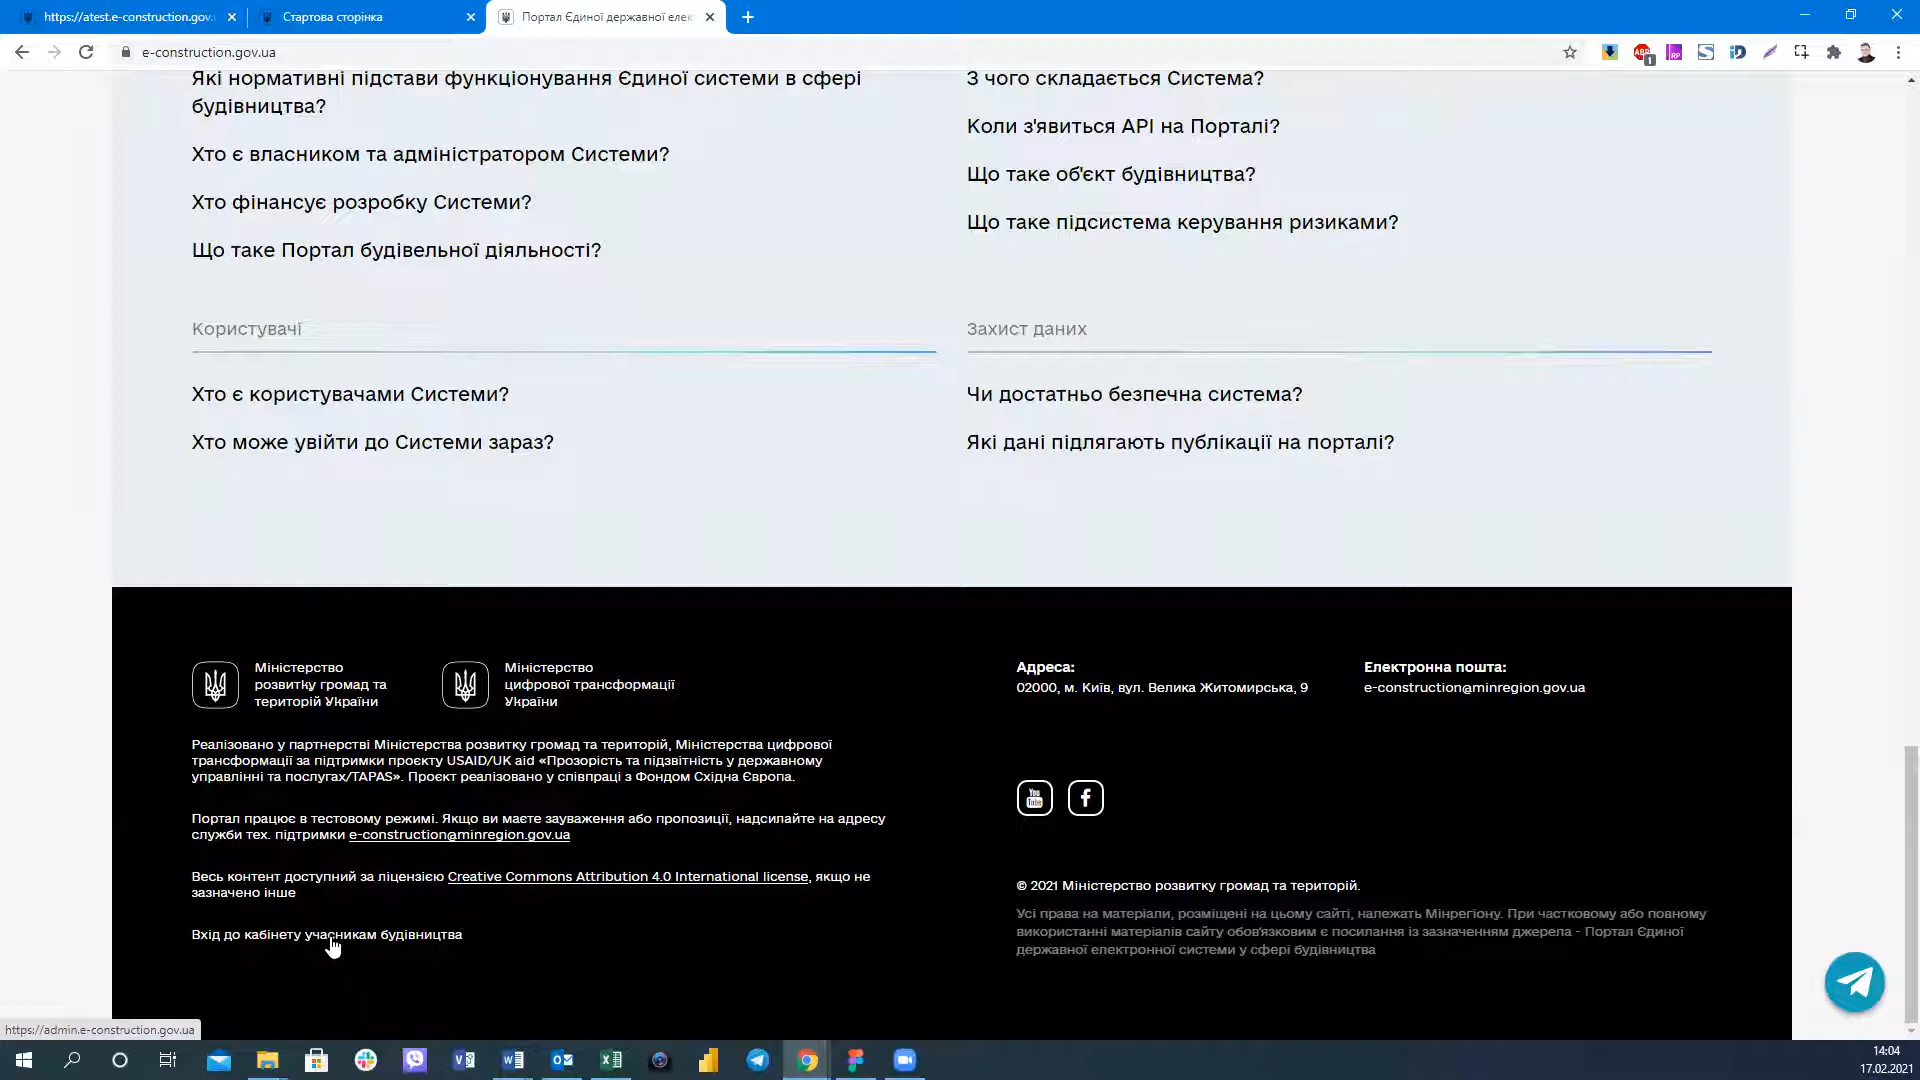 https://atest.e-construction.gov.
Стартова сторінка
Портал Єдиної державної елек
e-construction.gov.ua
Які нормативні підстави функціонування Єдиної системи в сфері
будівництва?
Хто є власником та адміністратором Системи?
Хто фінансує розробку Системи?
Що таке Портал будівельної діяльності?
З чого складається Система?
Коли з'явиться API на Порталі?
Що таке об'єкт будівництва?
Що таке підсистема керування ризиками?
Користувачі
Хто є користувачами Системи?
Хто може увійти до Системи зараз?
Захист даних
Чи достатньо безпечна система?
Які дані підлягають публікації на порталі?
Міністерство
розвитку громад та
територій України
Міністерство
цифрової трансформації
України
Реалізовано у партнерстві Міністерства розвитку громад та територій, Міністерства цифрової
трансформації за підтримки проєкту USAID/UK aid «Прозорість та підзвітність у державному
управлінні та послугах/TAPAS». Проєкт реалізовано у співпраці з Фондом Східна Європа.
Портал працює в тестовому режимі. Якщо ви маєте зауваження або пропозиції, надсилайте на адресу
служби тех. підтримки e-construction@minregion.gov.ua
Весь контент доступний за ліцензією Creative Commons Attribution 4.0 International license, якщо не
зазначено інше
Вхід до кабінету учасникам будівництва
Адреса:
02000, м. Київ, вул. Велика Житомирська, 9
Електронна пошта:
e-construction@minregion.gov.ua
You
Tube
© 2021 Міністерство розвитку громад та територій.
Усі права на матеріали, розміщені на цьому сайті, належать Мінрегіону. При частковому або повному
використанні матеріалів сайту обов'язковим є посилання із зазначенням джерела - Портал Єдиної
державної електронної системи у сфері будівництва
https://admin.e-construction.gov.ua
14:04
17.02.2021